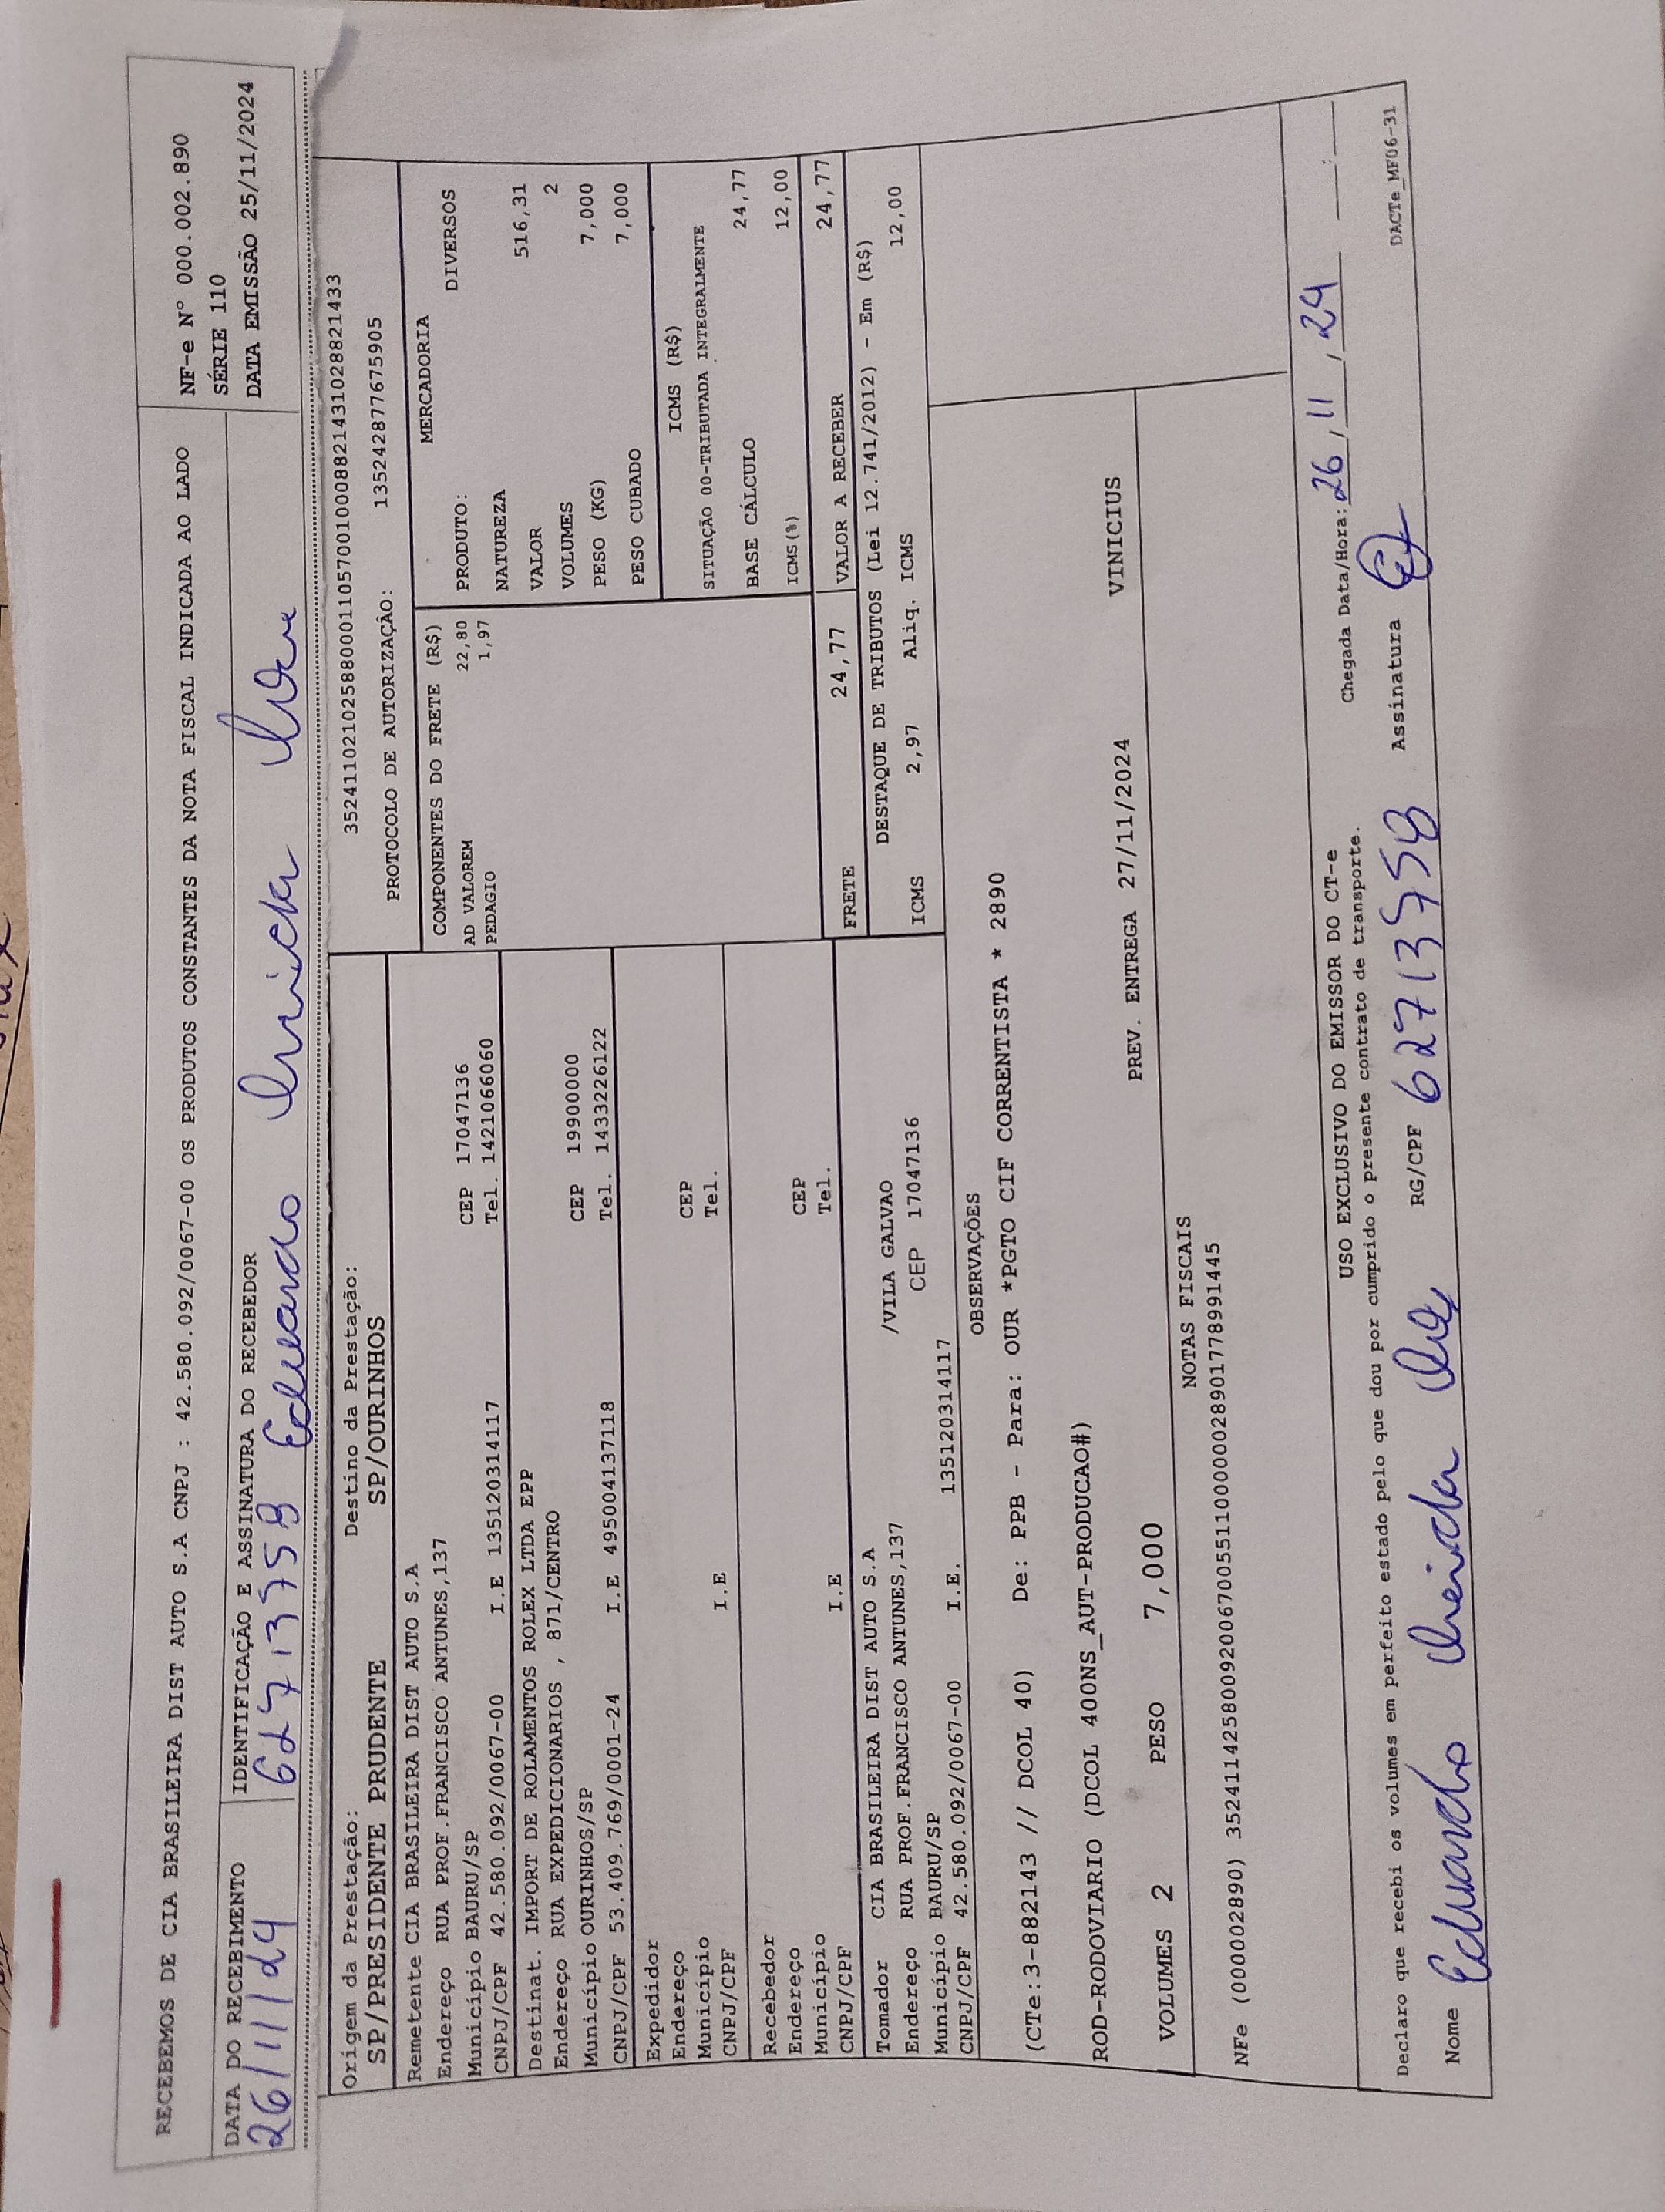 RECEBEMOS DE CIA BRASILEIRA DIST AUTO S.A CNPJ : 42.580.092/0067-00 OS PRODUTOS CONSTANTES DA NOTA FISCAL INDICADA AO LADO
NF-e N° 000.002.890
SÉRIE 110
DATA EMISSÃO 25/11/2024
DATA DO RECEBIMENTO
26/11/24
IDENTIFICAÇÃO E ASSINATURA DO RECEBEDOR
Eduardo
Origem da Prestação:
SP/PRESIDENTE PRUDENTE
Destino da Prestação:
SP/OURINHOS
35241102102588000110570010008821431028821433
PROTOCOLO DE AUTORIZAÇÃO: 135242877675905
Remetente CIA BRASILEIRA DIST AUTO S.A
Endereço RUA PROF.FRANCISCO ANTUNES,137
Município BAURU/SP CEP 17047136
CNPJ/CPF 42.580.092/0067-00 I.E 135120314117 Tel. 1421066060
Destinat. IMPORT DE ROLAMENTOS ROLEX LTDA EPP
Endereço RUA EXPEDICIONARIOS , 871/CENTRO
Município OURINHOS/SP CEP 19900000
CNPJ/CPF 53.409.769/0001-24 I.E 495004137118 Tel. 1433226122
Expedidor
Endereço
Município CEP
CNPJ/CPF I.E Tel.
Recebedor
Endereço
Município CEP
CNPJ/CPF I.E Tel.
Tomador CIA BRASILEIRA DIST AUTO S.A
Endereço RUA PROF.FRANCISCO ANTUNES,137 /VILA GALVAO
Município BAURU/SP CEP 17047136
CNPJ/CPF 42.580.092/0067-00 I.E. 135120314117
COMPONENTES DO FRETE (R$)
AD VALOREM 22,80
PEDAGIO 1,97
MERCADORIA
PRODUTO: DIVERSOS
NATUREZA
VALOR 516,31
VOLUMES 2
PESO (KG) 7,000
PESO CUBADO 7,000
ICMS (R$)
SITUAÇÃO 00-TRIBUTADA INTEGRALMENTE
BASE CÁLCULO 24,77
ICMS(%) 12,00
FRETE 24,77 VALOR A RECEBER 24,77
DESTAQUE DE TRIBUTOS (Lei 12.741/2012) - Em (R$)
ICMS 2,97 Aliq. ICMS 12,00
OBSERVAÇÕES
(CTe:3-882143 // DCOL 40) De: PPB - Para: OUR *PGTO CIF CORRENTISTA * 2890
ROD-RODOVIARIO (DCOL 400NS_AUT-PRODUCAO#)
VOLUMES 2 PESO 7,000 PREV. ENTREGA 27/11/2024 VINICIUS
NOTAS FISCAIS
NFe (000002890) 35241142580092006700551100000028901778991445
USO EXCLUSIVO DO EMISSOR DO CT-e
Chegada Data/Hora: 26/11/24 __:__
Declaro que recebi os volumes em perfeito estado pelo que dou por cumprido o presente contrato de transporte.
Nome Eduardo RG/CPF Assinatura
DACTe_MF06-31